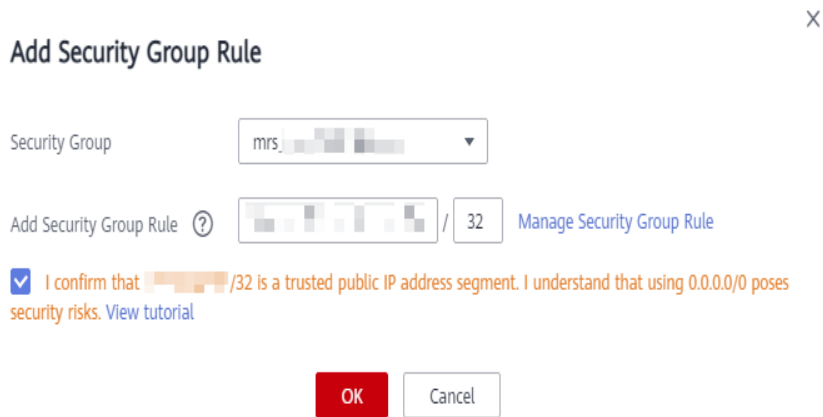 X
Add Security Group Rule
Security Group mrs_
Add Security Group Rule ? / 32 Manage Security Group Rule
I confirm that /32 is a trusted public IP address segment. I understand that using 0.0.0.0/0 poses
security risks. View tutorial
OK Cancel